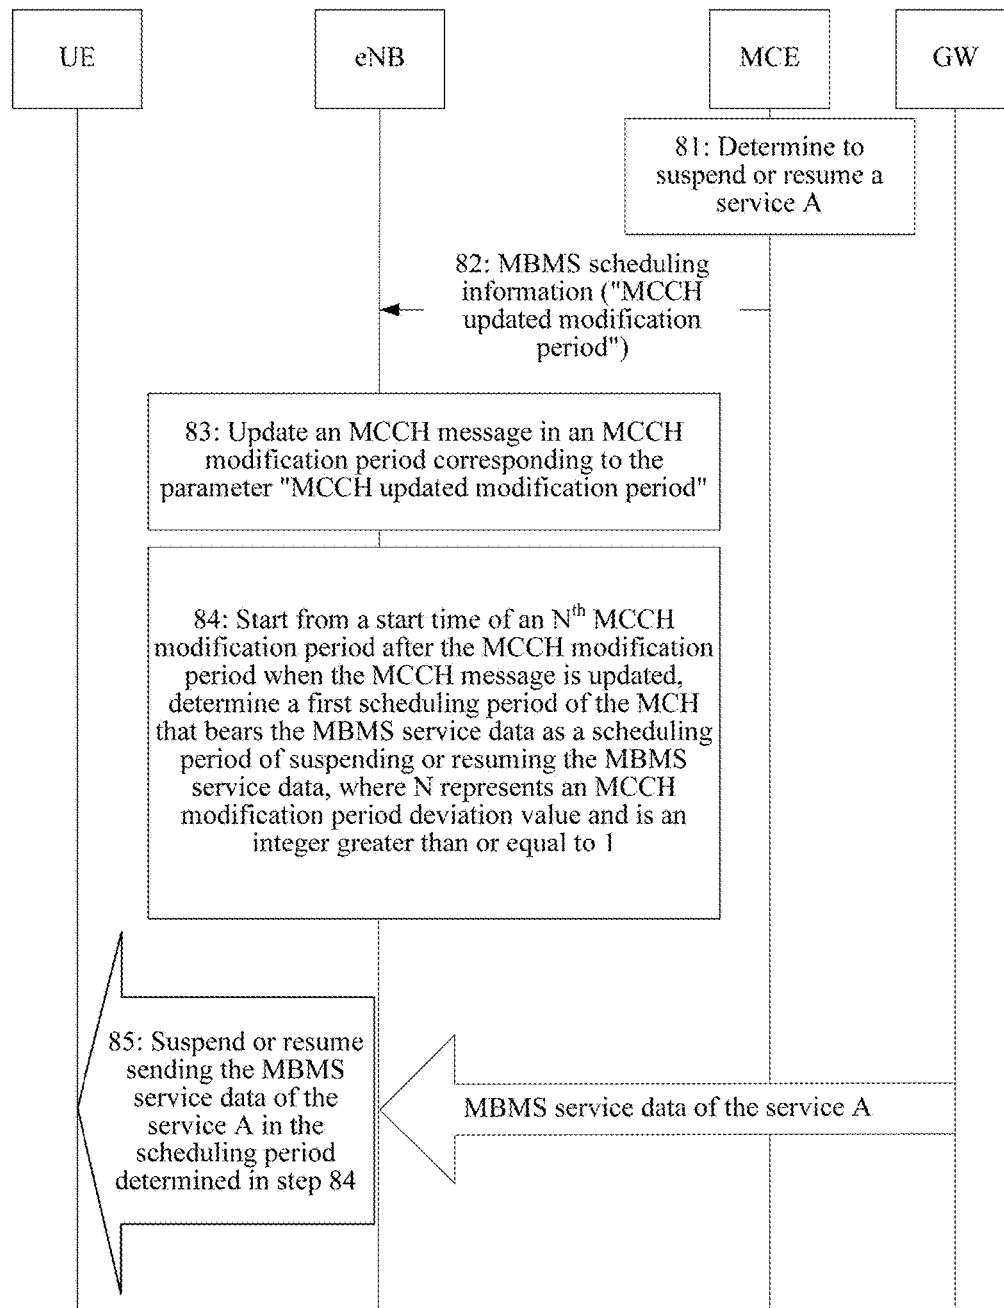 UE
eNB
MCE
GW
81: Determine to
suspend or resume a
service A
82: MBMS scheduling
information ("MCCH
updated modification
period")
83: Update an MCCH message in an MCCH
modification period corresponding to the
parameter "MCCH updated modification period"
84: Start from a start time of an Nth MCCH
modification period after the MCCH modification
period when the MCCH message is updated,
determine a first scheduling period of the MCH
that bears the MBMS service data as a scheduling
period of suspending or resuming the MBMS
service data, where N represents an MCCH
modification period deviation value and is an
integer greater than or equal to 1
85: Suspend or resume
sending the MBMS
service data of the
service A in the
scheduling period
determined in step 84
MBMS service data of the service A